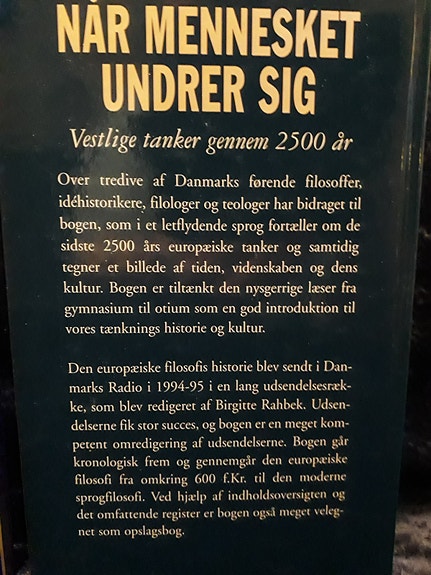 NÅR MENNESKET
UNDRER SIG
Vestlige tanker gennem 2500 år
Over tredive af Danmarks førende filosoffer,
idéhistorikere, filologer og teologer har bidraget til
bogen, som i et letflydende sprog fortæller om de
sidste 2500 års europæiske tanker og samtidig
tegner et billede af tiden, videnskaben og dens
kultur. Bogen er tiltænkt den nysgerrige læser fra
gymnasium til otium som en god introduktion til
vores tænknings historie og kultur.
Den europæiske filosofis historie blev sendt i Dan-
marks Radio i 1994-95 i en lang udsendelsesræk-
ke, som blev redigeret af Birgitte Rahbek. Udsen-
delserne fik stor succes, og bogen er en meget kom-
petent omredigering af udsendelserne. Bogen går
kronologisk frem og gennemgår den europæiske
filosofi fra omkring 600 f.Kr. til den moderne
sprogfilosofi. Ved hjælp af indholdsoversigten og
det omfattende register er bogen også meget veleg-
net som opslagsbog.